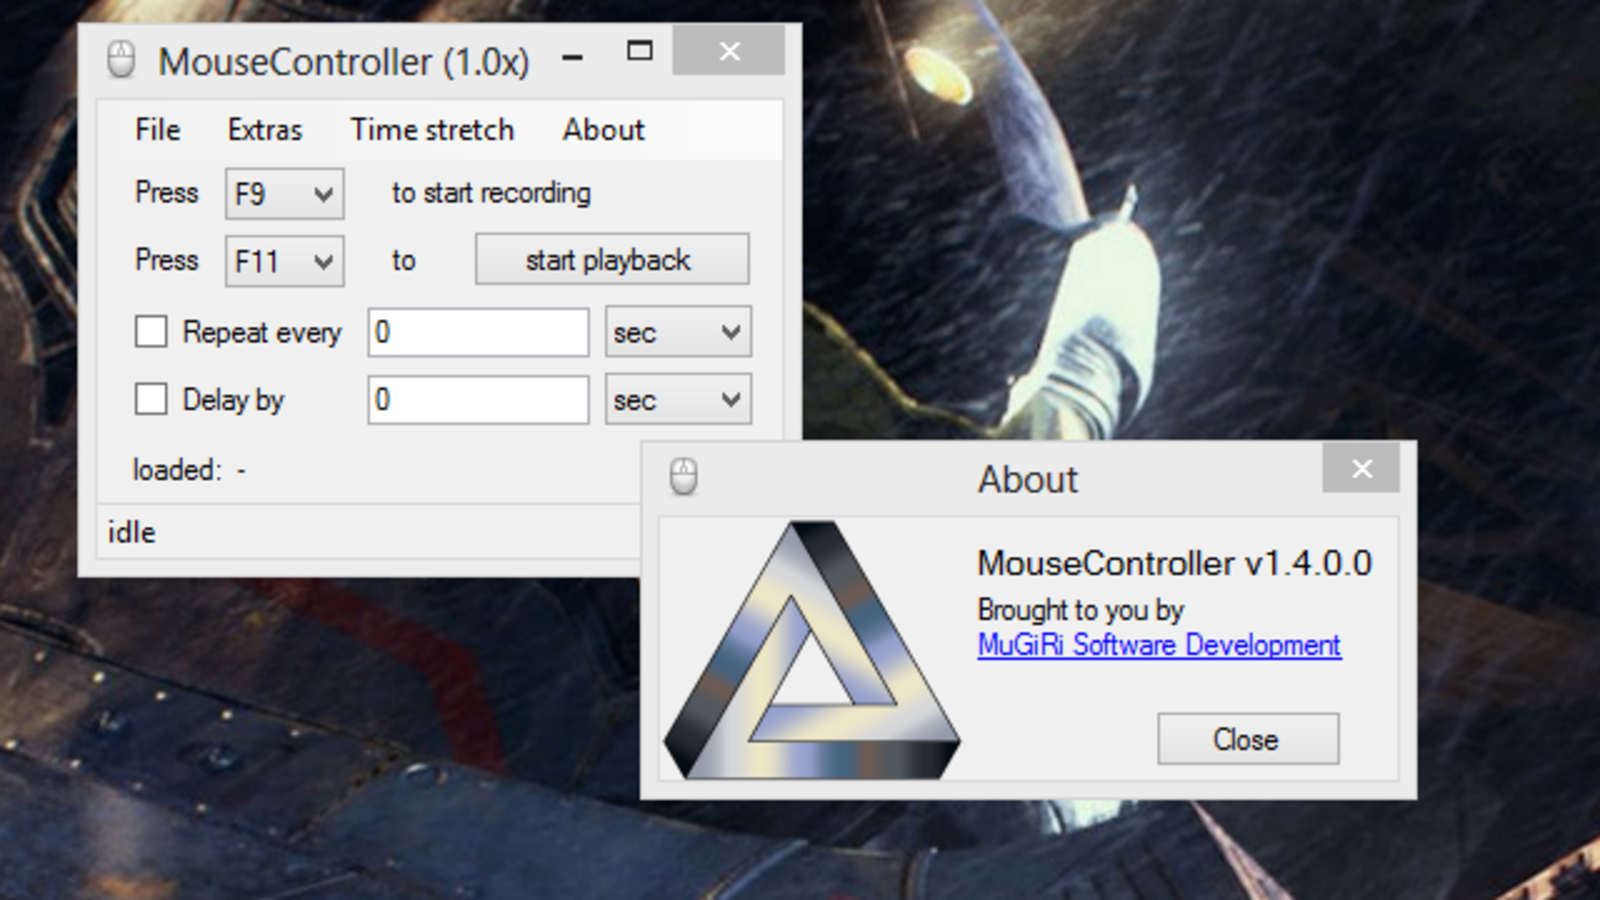 MouseController (1.0x)
File Extras Time stretch About
Press F9 to start recording
Press F11 to start playback
Repeat every 0 sec
Delay by 0 sec
loaded: -
idle
About
MouseController v1.4.0.0
Brought to you by
MuGiRi Software Development
Close